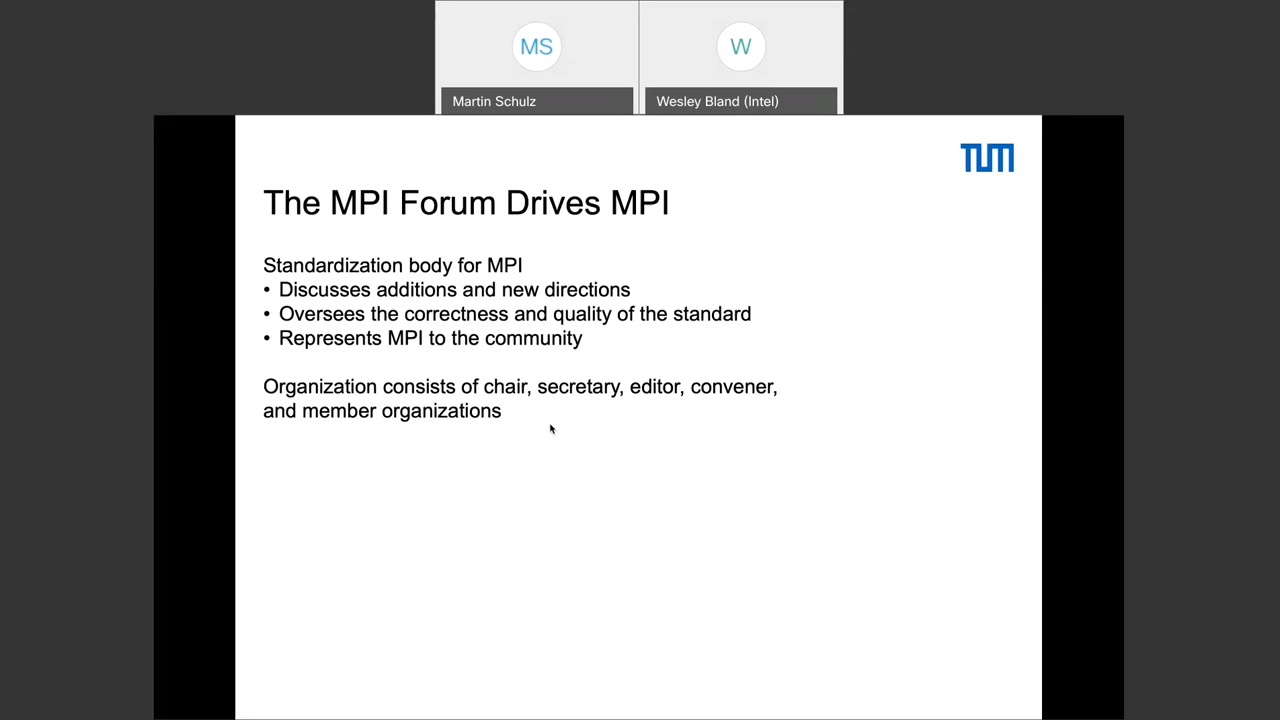 MS
W
Martin Schulz
Wesley Bland (Intel)
TUM
The MPI Forum Drives MPI
Standardization body for MPI
• Discusses additions and new directions
• Oversees the correctness and quality of the standard
• Represents MPI to the community
Organization consists of chair, secretary, editor, convener,
and member organizations